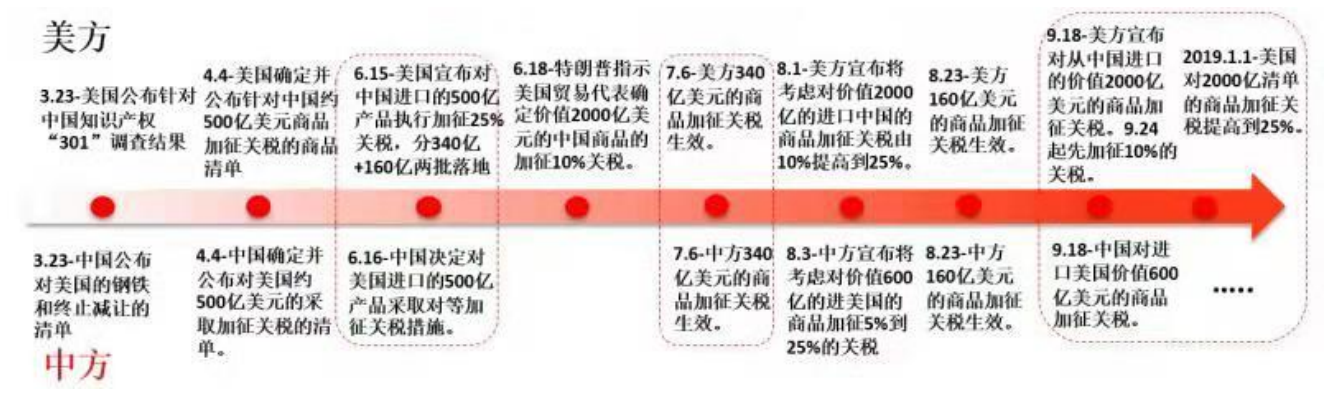 美方
3.23-美国公布针对
中国知识产权
“301”调查结果
4.4-美国确定并
公布针对中国约
500亿美元商品
加征关税的商品
清单
6.15-美国宣布对
中国进口的500亿
产品执行加征25%
关税，分340亿
+160亿两批落地
6.18-特朗普指示
美国贸易代表确
定价值2000亿美
元的中国商品的
加征10%关税。
7.6-美方340
亿美元的商
品加征关税
生效。
8.1-美方宣布将
考虑对价值2000
亿的进口中国的
商品加征关税由
10%提高到25%。
8.23-美方
160亿美元
的商品加征
关税生效。
9.18-美方宣布
对从中国进口
的价值2000亿
美元的商品加
征关税。9.24
起先加征10%的
关税。
2019.1.1-美国
对2000亿清单
的商品加征关
税提高到25%。
3.23-中国公布
对美国的钢铁
和终止减让的
清单
4.4-中国确定并
公布对美国约
500亿美元的采
取加征关税的清
单。
6.16-中国决定对
美国进口的500亿
产品采取对等加
征关税措施。
7.6-中方340
亿美元的商
品加征关税
生效。
8.3-中方宣布将
考虑对价值600
亿的进美国的
商品加征5%到
25%的关税
8.23-中方
160亿美元
的商品加征
关税生效。
9.18-中国对进
口美国价值600
亿美元的商品
加征关税。
•••••
中方